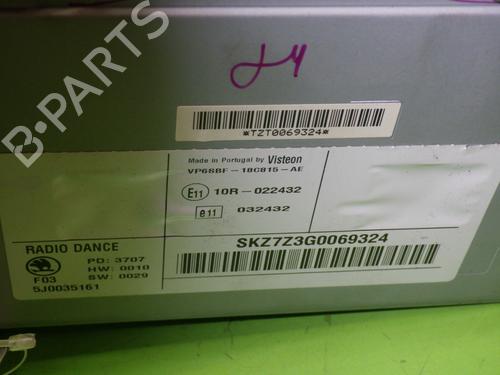 B-PARTS
*TZT0069324*
Made in Portugal by Visteon
VP6SBF-18C815-AE
E11 10R-022432
e11 032432
RADIO DANCE
PD: 3707
F03 HW: 0010
SW: 0029
5J0035161
SKZ7Z3G0069324